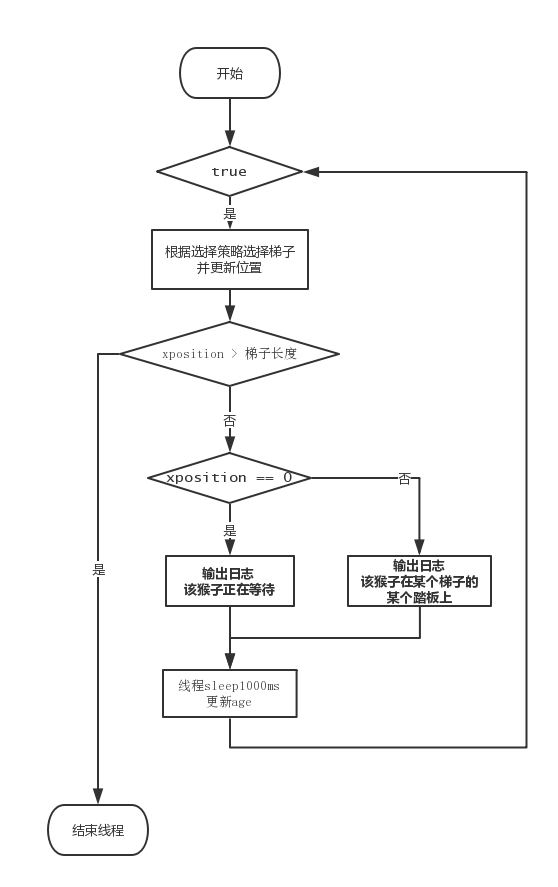 开始
true
是
根据选择策略选择梯子
并更新位置
xposition > 梯子长度
否
xposition == 0
否
是
输出日志
该猴子正在等待
输出日志
该猴子在某个梯子的
某个踏板上
是
线程sleep1000ms
更新age
结束线程